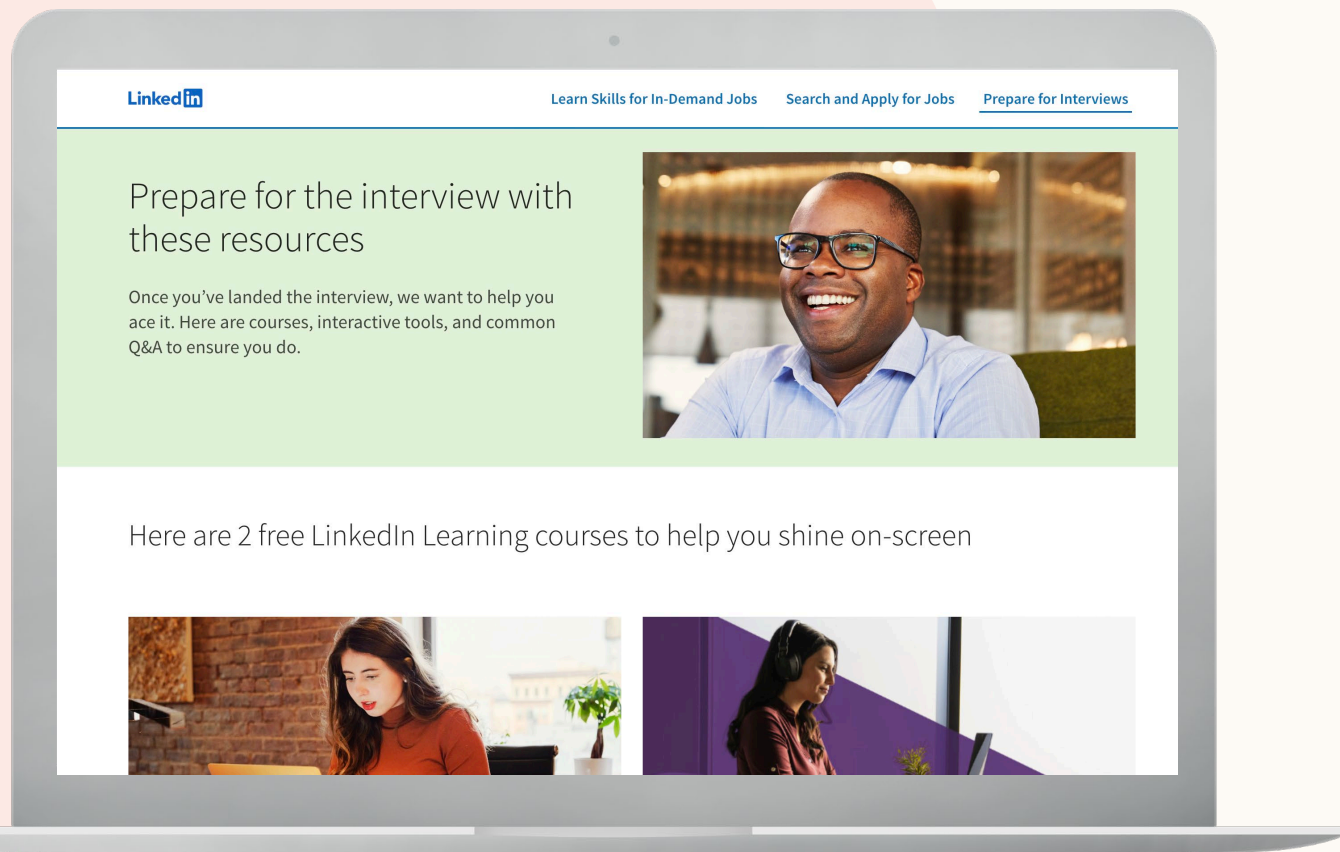 LinkedIn
Learn Skills for In-Demand Jobs
Search and Apply for Jobs
Prepare for Interviews
Prepare for the interview with
these resources
Once you’ve landed the interview, we want to help you
ace it. Here are courses, interactive tools, and common
Q&A to ensure you do.
Here are 2 free LinkedIn Learning courses to help you shine on-screen